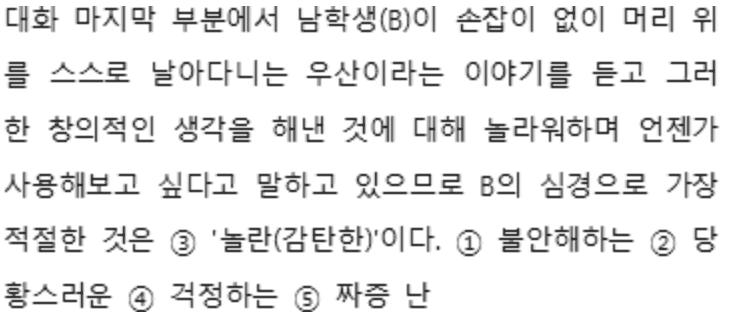 대화 마지막 부분에서 남학생(B)이 손잡이 없이 머리 위
를 스스로 날아다니는 우산이라는 이야기를 듣고 그러
한 창의적인 생각을 해낸 것에 대해 놀라워하며 언젠가
사용해보고 싶다고 말하고 있으므로 B의 심경으로 가장
적절한 것은 ③ '놀란(감탄한)'이다. ① 불안해하는 ② 당
황스러운 ④ 걱정하는 ⑤ 짜증 난